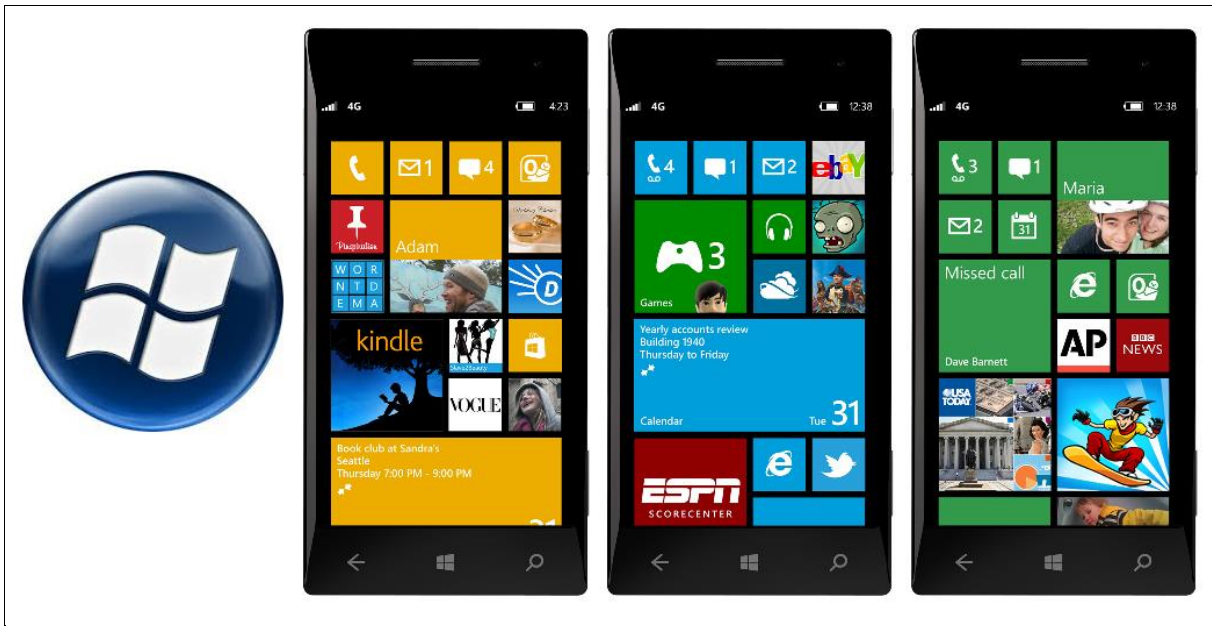 4G 4:23
1 4
Adam
W O R
N T D
E M A
kindle
VOGUE
Book club at Sandra's
Seattle
Thursday 7:00 PM - 9:00 PM
4G 12:38
4 1 2 ebaY
3
Games
Yearly accounts review
Building 1940
Thursday to Friday
Calendar Tue 31
ESPN
SCORECENTER
4G 12:38
3 1
Maria
2 31
Missed call
AP BBC
NEWS
Dave Barnett
USA
TODAY